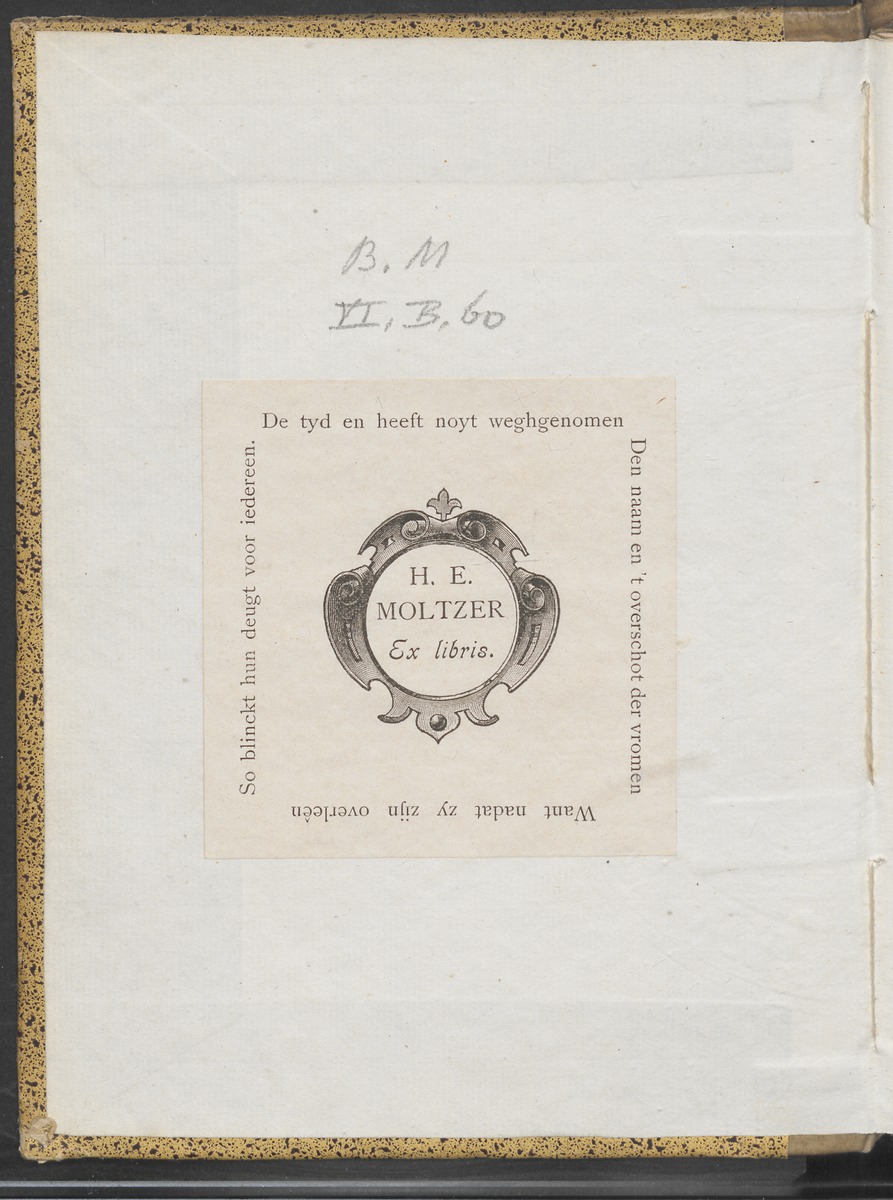 B. M
VI. B. 60
De tyd en heeft noyt weghgenomen
Den naam en 't overschot der vromen
Want nadat zy zijn overleên
So blinckt hun deugt voor iedereen.
H. E.
MOLTZER
Ex libris.